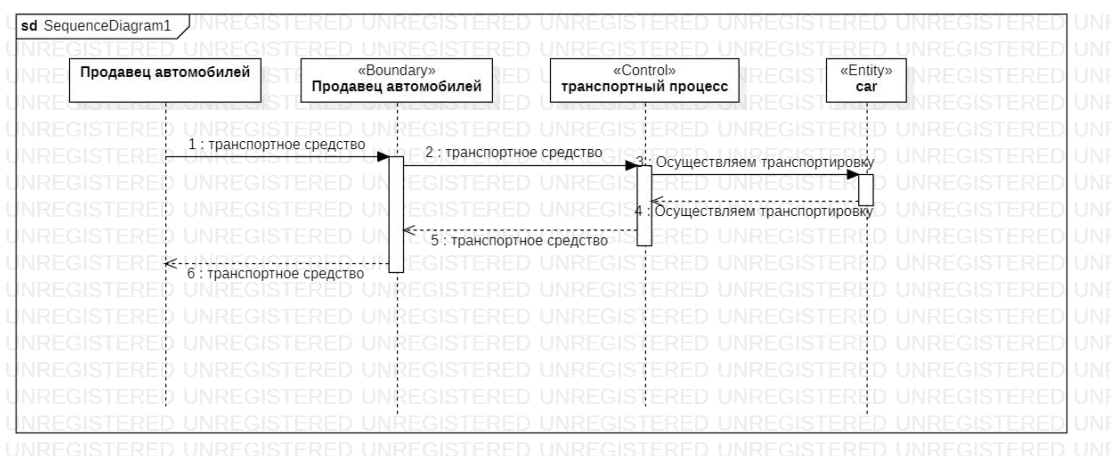 sd SequenceDiagram1
Продавец автомобилей
«Boundary»
Продавец автомобилей
«Control»
транспортный процесс
«Entity»
car
1 : транспортное средство
2 : транспортное средство
3 : Осуществляем транспортировку
4 : Осуществляем транспортировку
5 : транспортное средство
6 : транспортное средство
UNREGISTERED